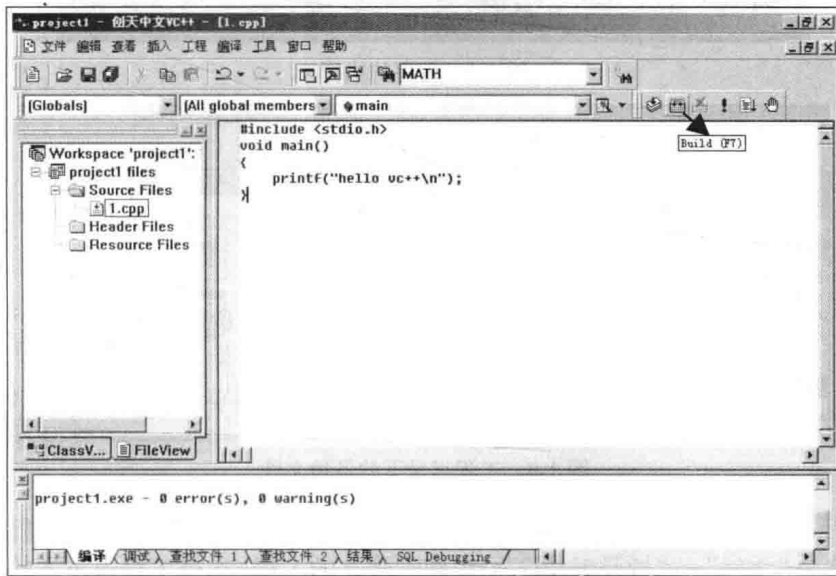 project1 - 创天中文VC++ - [1.cpp]
文件 编辑 查看 插入 工程 编译 工具 窗口 帮助
MATH
[Globals] [All global members main
Build (F7)
Workspace 'project1':
project1 files
Source Files
1.cpp
Header Files
Resource Files
ClassV... FileView
#include <stdio.h>
void main()
{
printf("hello vc++\n");
}
project1.exe - 0 error(s), 0 warning(s)
编译 调试 查找文件 1 查找文件 2 结果 SQL Debugging